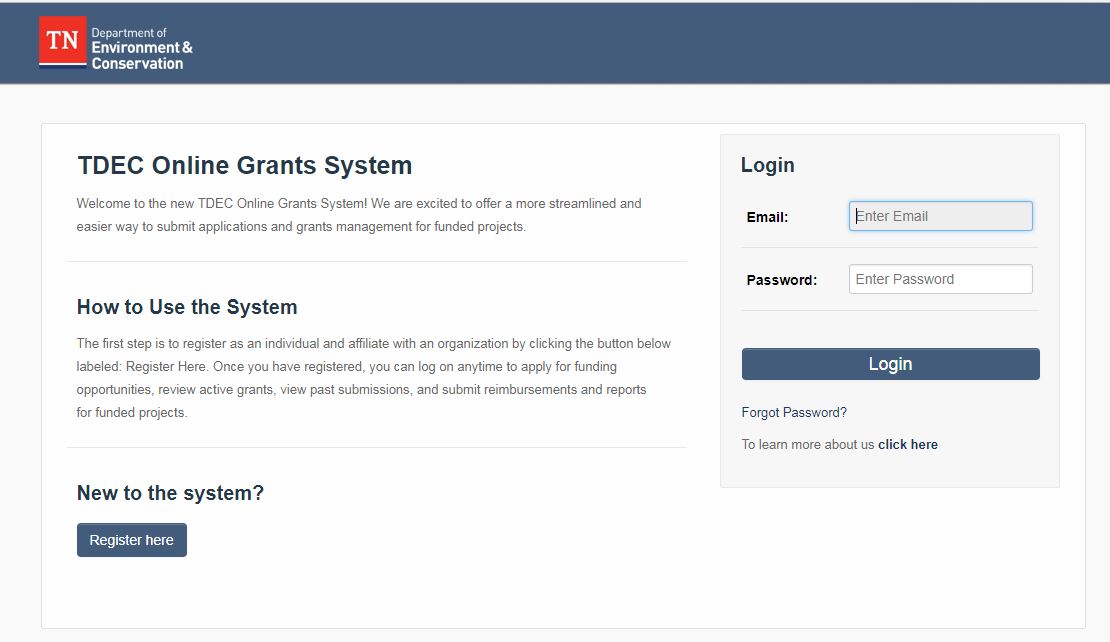 TN
Department of
Environment &
Conservation
TDEC Online Grants System
Welcome to the new TDEC Online Grants System! We are excited to offer a more streamlined and
easier way to submit applications and grants management for funded projects.
How to Use the System
The first step is to register as an individual and affiliate with an organization by clicking the button below
labeled: Register Here. Once you have registered, you can log on anytime to apply for funding
opportunities, review active grants, view past submissions, and submit reimbursements and reports
for funded projects.
New to the system?
Register here
Login
Email:
Enter Email
Password:
Enter Password
Login
Forgot Password?
To learn more about us click here